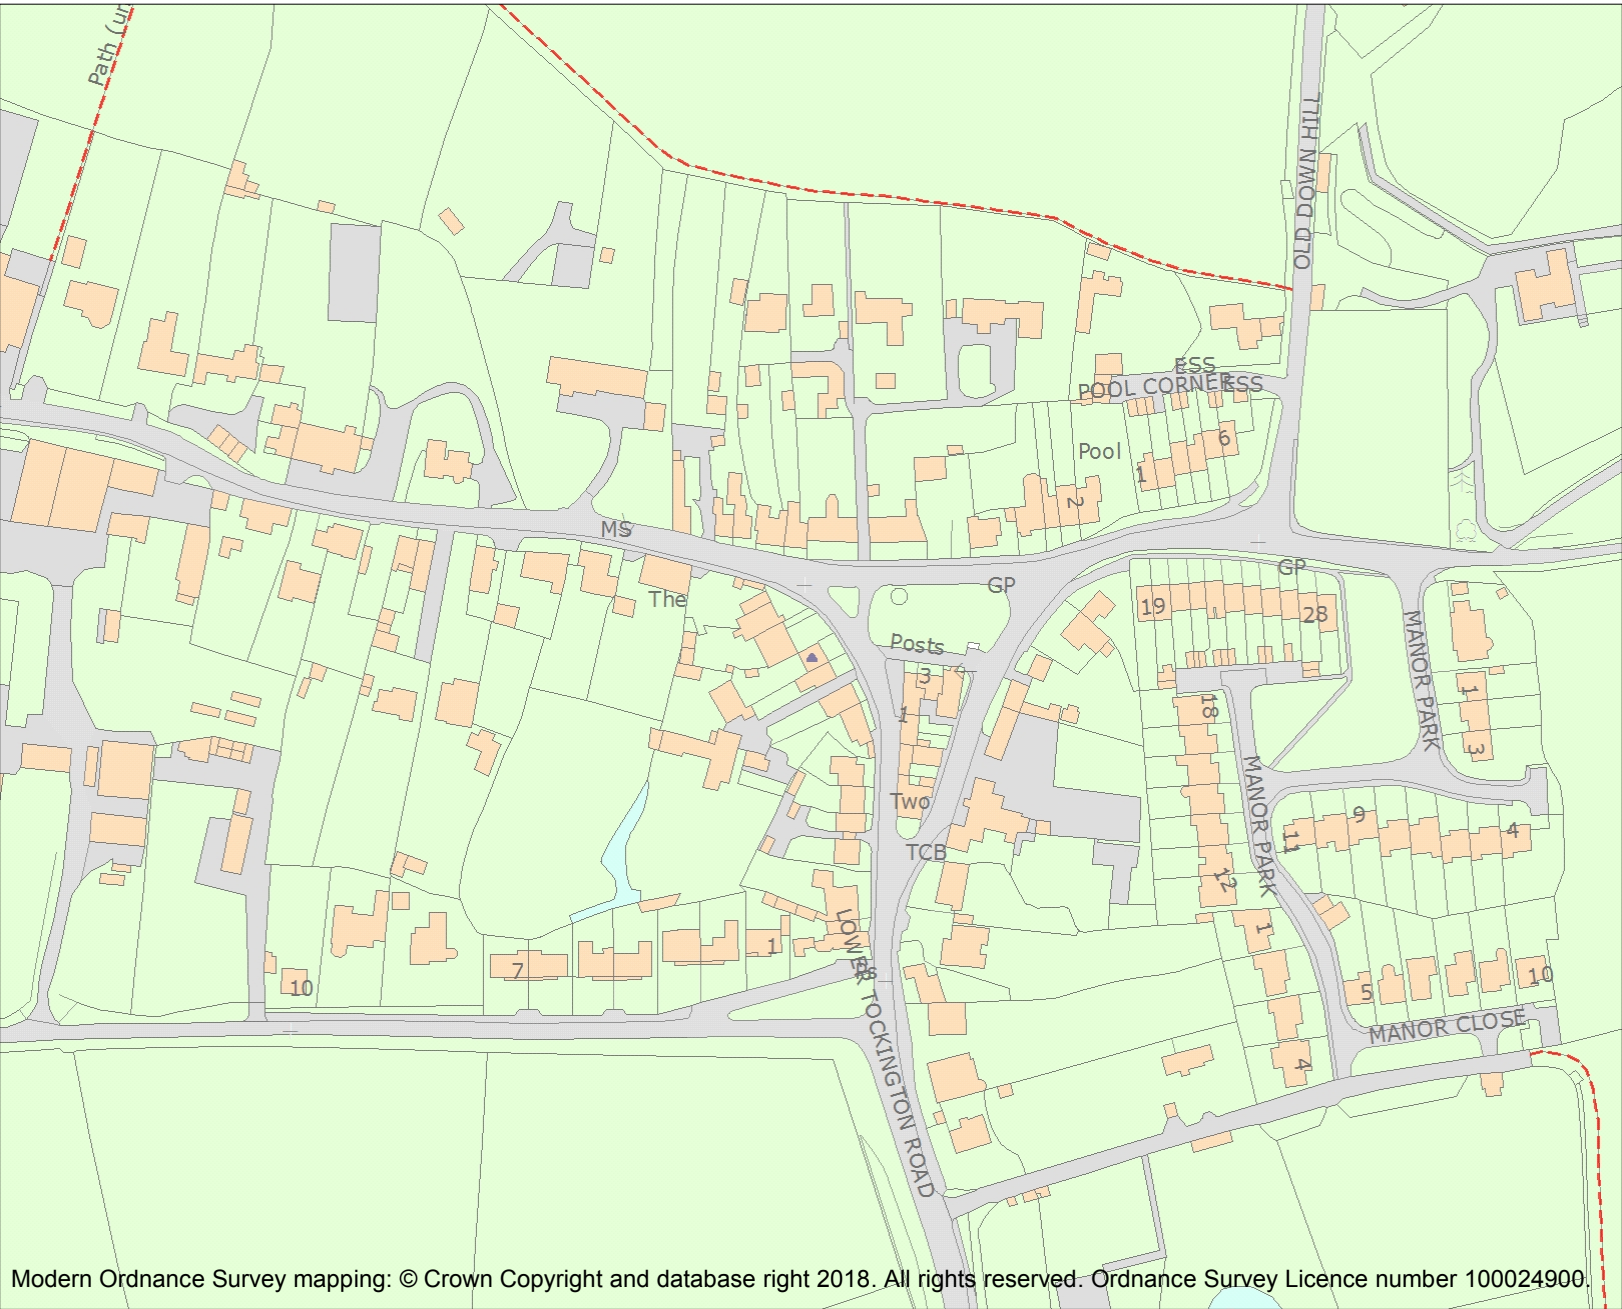 Path (un
OLD DOWN HILL
ESS
POOL CORNER
ESS
Pool
6
1
2
MS
The
GP
GP
19
28
Posts
3
1
MANOR PARK
1
3
18
MANOR PARK
Two
TCB
11
9
4
12
1
LOWER TOCKINGTON ROAD
1
7
10
5
10
MANOR CLOSE
4
Modern Ordnance Survey mapping: © Crown Copyright and database right 2018. All rights reserved. Ordnance Survey Licence number 100024900.